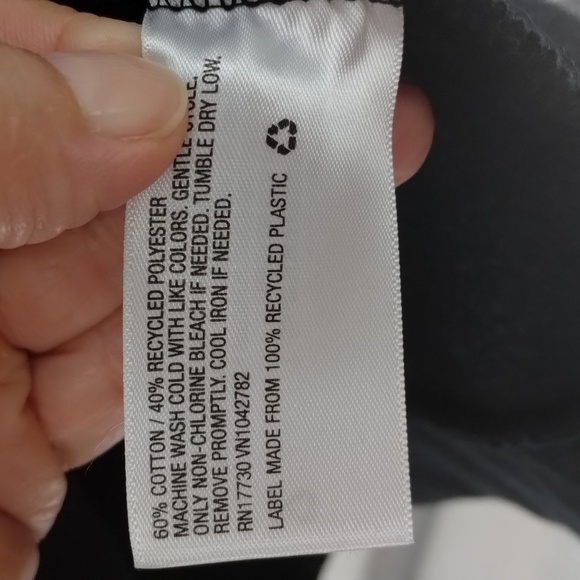 60% COTTON / 40% RECYCLED POLYESTER
MACHINE WASH COLD WITH LIKE COLORS. GENTLE CYCLE.
ONLY NON-CHLORINE BLEACH IF NEEDED. TUMBLE DRY LOW.
REMOVE PROMPTLY. COOL IRON IF NEEDED.
RN17730 VN1042782
LABEL MADE FROM 100% RECYCLED PLASTIC